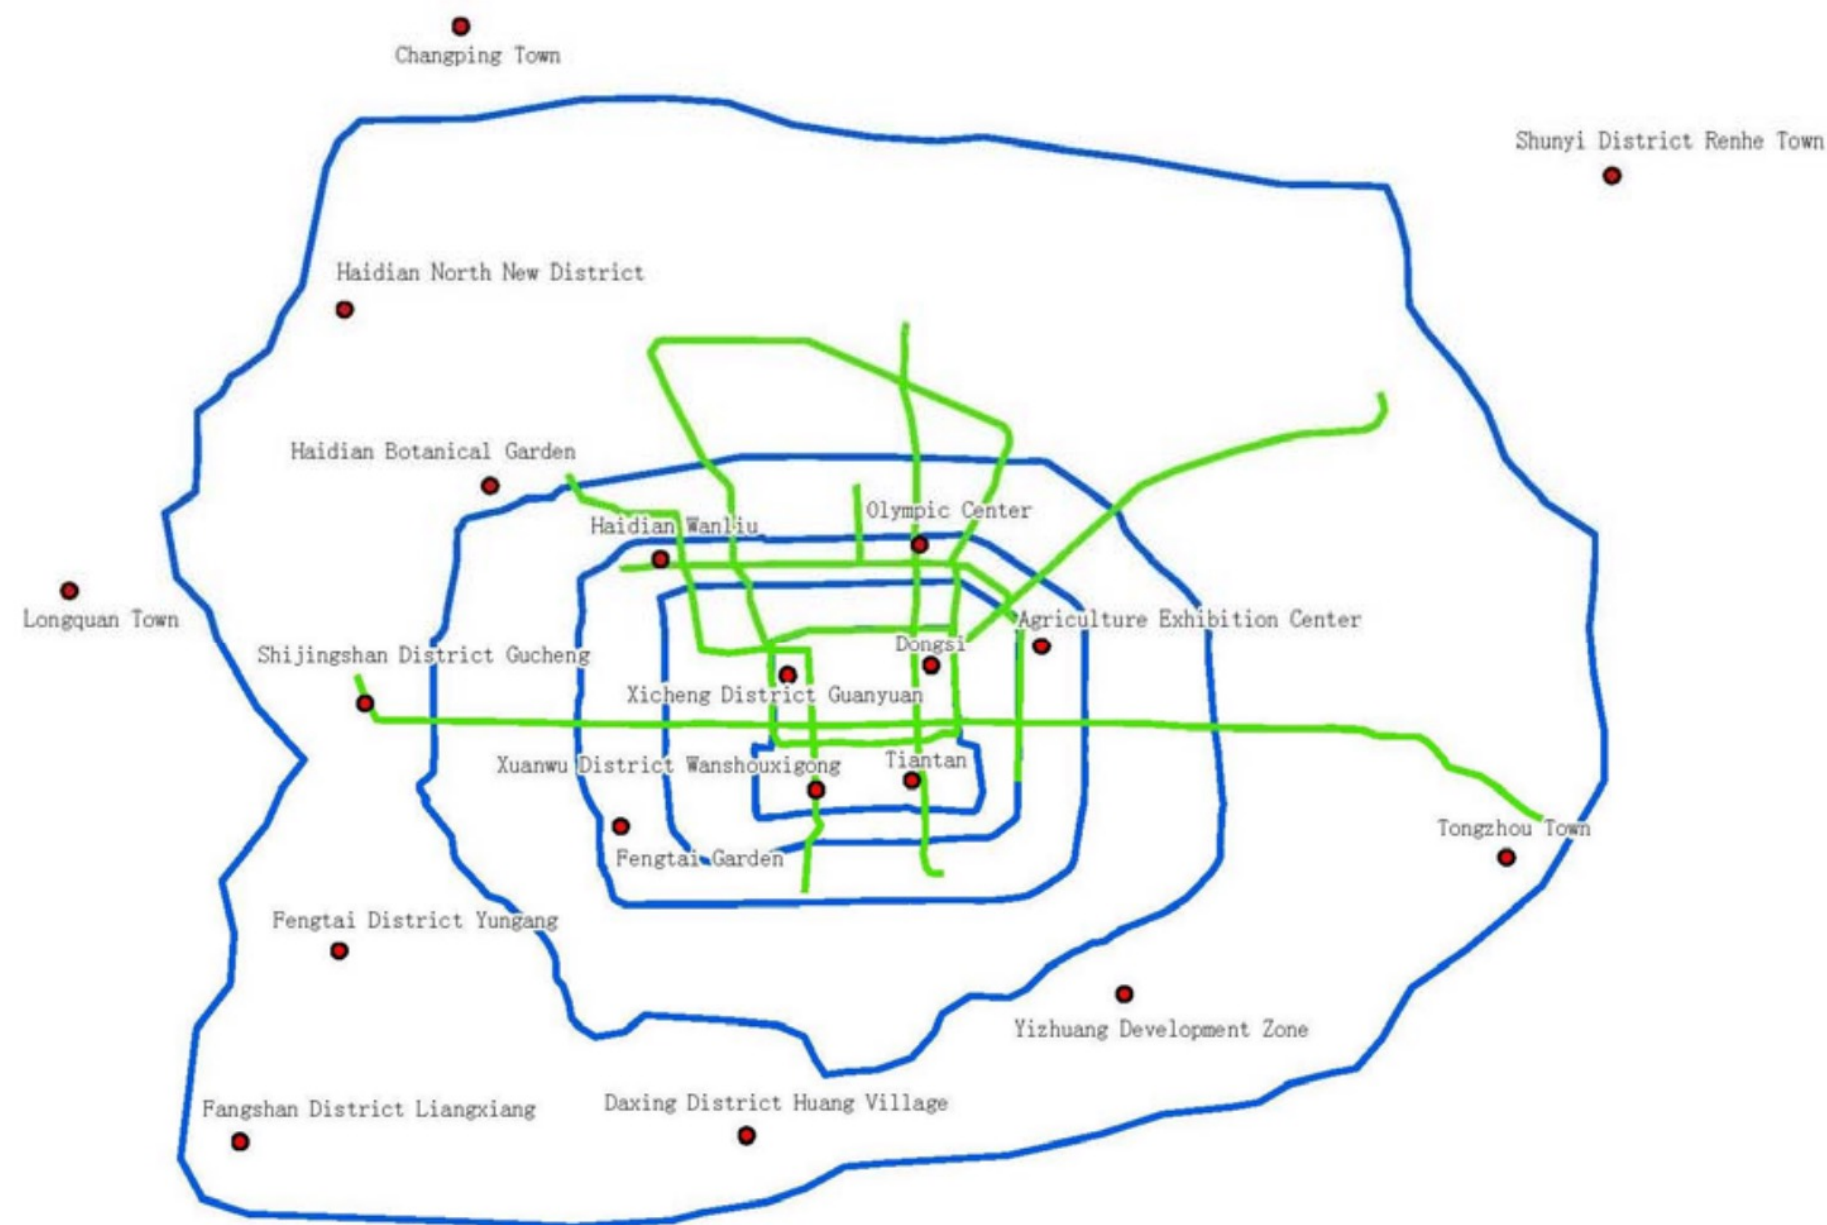 Changping Town
Shunyi District Renhe Town
Haidian North New District
Haidian Botanical Garden
Olympic Center
Haidian Wanliu
Longquan Town
Agriculture Exhibition Center
Dongsi
Shijingshan District Gucheng
Xicheng District Guanyuan
Tiantan
Xuanwu District Wanshouxigong
Tongzhou Town
Fengtai Garden
Fengtai District Yungang
Yizhuang Development Zone
Daxing District Huang Village
Fangshan District Liangxiang